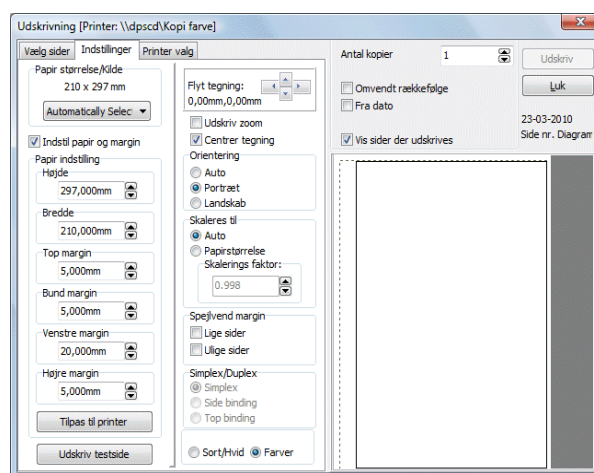 Udskrivning [Printer: \\dpscd\Kopi farve]
Vælg sider
Indstillinger
Printer valg
Papir størrelse/Kilde
210 x 297 mm
Automatically Selec
Indstil papir og margin
Papir indstilling
Højde
297,000mm
Bredde
210,000mm
Top margin
5,000mm
Bund margin
5,000mm
Venstre margin
20,000mm
Højre margin
5,000mm
Tilpas til printer
Udskriv testside
Flyt tegning:
0,00mm,0,00mm
Udskriv zoom
Centrer tegning
Orientering
Auto
Portræt
Landskab
Skaleres til
Auto
Papirstørrelse
Skalerings faktor:
0.998
Spejlvend margin
Lige sider
Ulige sider
Simplex/Duplex
Simplex
Side binding
Top binding
Sort/Hvid
Farver
Antal kopier
1
Udskriv
Omvendt rækkefølge
Luk
Fra dato
23-03-2010
Vis sider der udskrives
Side nr. Diagram